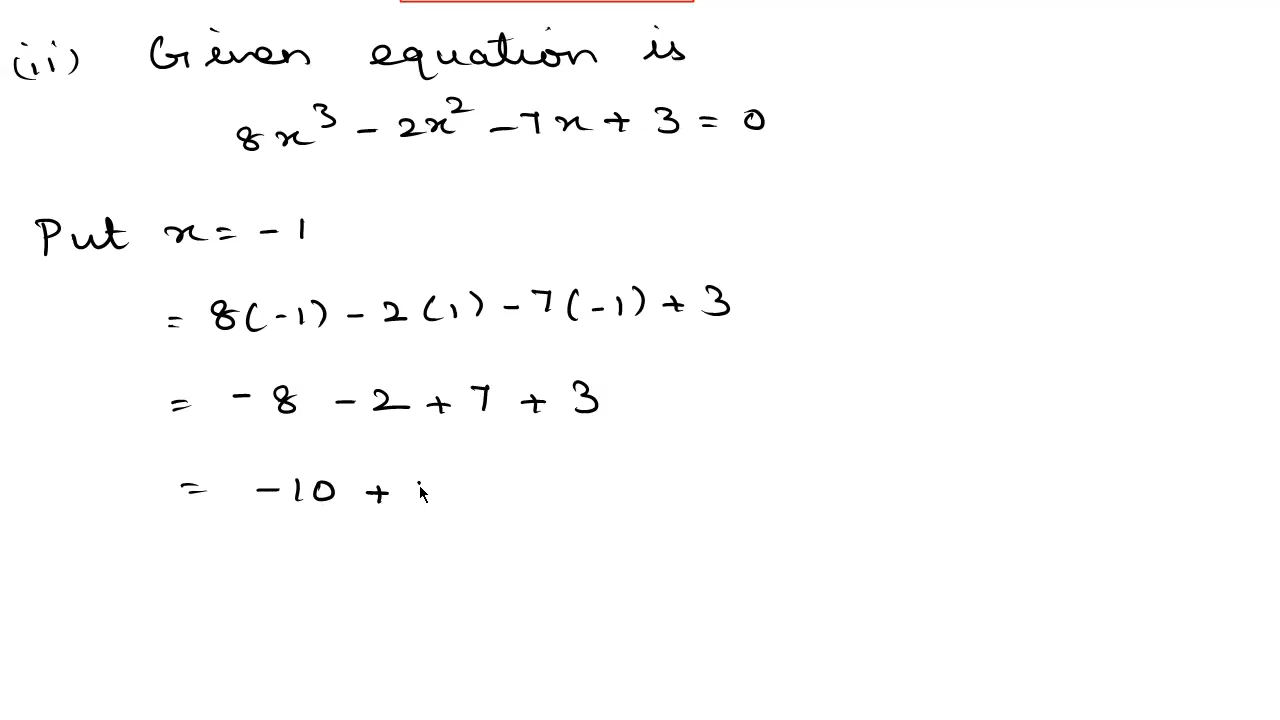 (ii) Given equation is
8x³ - 2x² - 7x + 3 = 0
Put x = -1
= 8(-1) - 2(1) - 7(-1) + 3
= -8 - 2 + 7 + 3
= -10 +